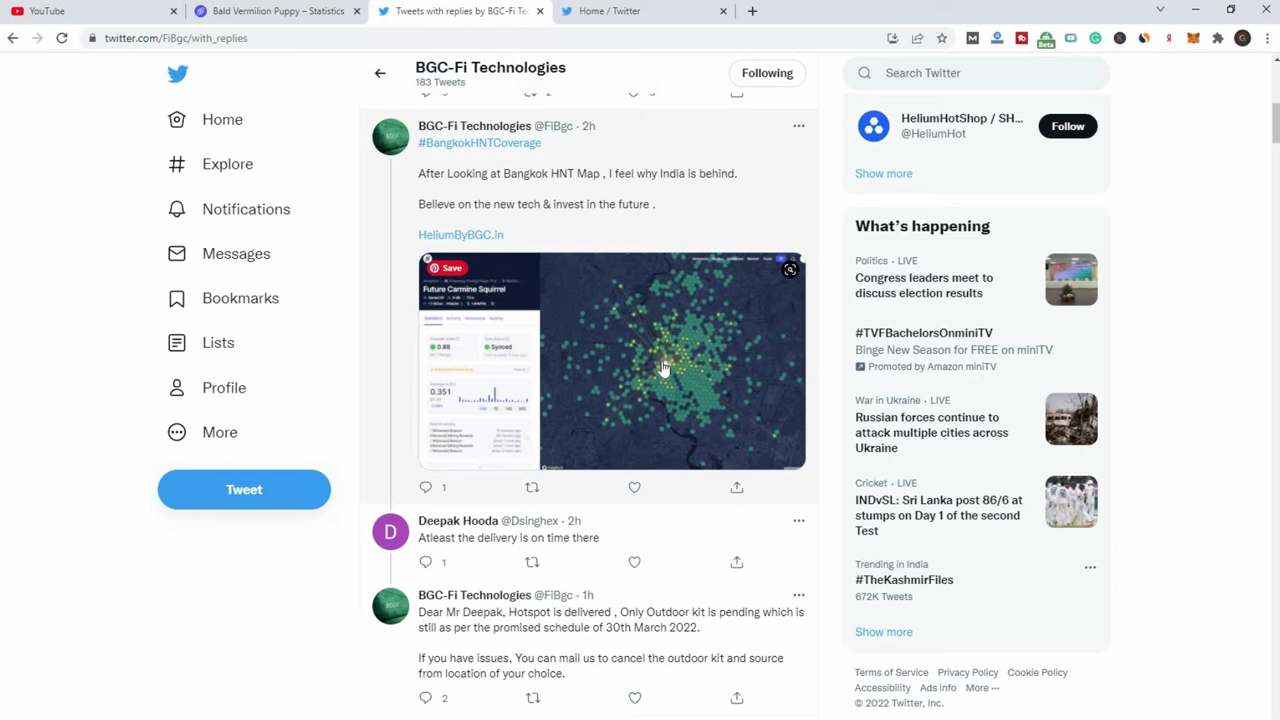 YouTube
Bald Vermilion Puppy – Statistics
Tweets with replies by BGC-Fi Tec
Home / Twitter
twitter.com/FiBgc/with_replies
BGC-Fi Technologies
183 Tweets
Following
Search Twitter
Home
Explore
Notifications
Messages
Bookmarks
Lists
Profile
More
Tweet
BGC-Fi Technologies @FiBgc · 2h
#BangkokHNTCoverage
After Looking at Bangkok HNT Map , I feel why India is behind.
Believe on the new tech & invest in the future .
HeliumByBGC.in
Save
Future Carmine Squirrel
0.88
Synced
0.351
1
Deepak Hooda @Dsinghex · 2h
Atleast the delivery is on time there
1
BGC-Fi Technologies @FiBgc · 1h
Dear Mr Deepak, Hotspot is delivered , Only Outdoor kit is pending which is
still as per the promised schedule of 30th March 2022.
If you have issues, You can mail us to cancel the outdoor kit and source
from location of your choice.
2
HeliumHotShop / SH...
@HeliumHot
Follow
Show more
What's happening
Politics · LIVE
Congress leaders meet to
discuss election results
#TVFBachelorsOnminiTV
Binge New Season for FREE on miniTV
Promoted by Amazon miniTV
War in Ukraine · LIVE
Russian forces continue to
attack multiple cities across
Ukraine
Cricket · LIVE
INDvSL: Sri Lanka post 86/6 at
stumps on Day 1 of the second
Test
Trending in India
#TheKashmirFiles
672K Tweets
Show more
Terms of Service Privacy Policy Cookie Policy
Accessibility Ads info More ···
© 2022 Twitter, Inc.